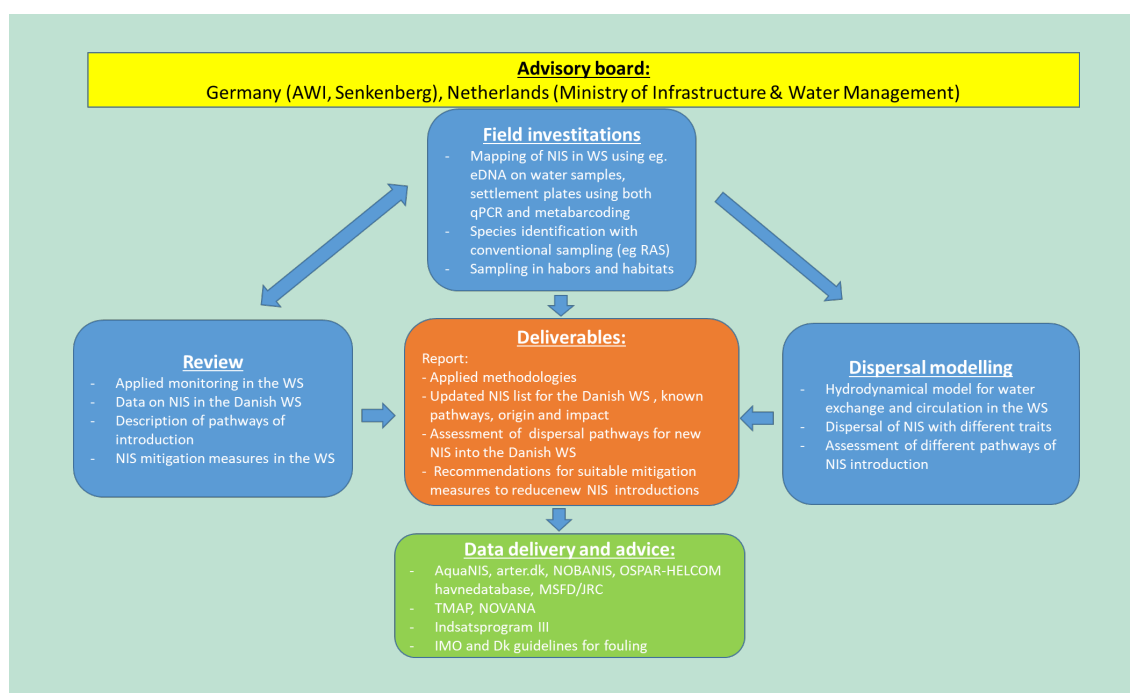 Advisory board:
Germany (AWI, Senkenberg), Netherlands (Ministry of Infrastructure & Water Management)
Field investitations
- Mapping of NIS in WS using eg.
eDNA on water samples,
settlement plates using both
qPCR and metabarcoding
- Species identification with
conventional sampling (eg RAS)
- Sampling in habors and habitats
Review
- Applied monitoring in the WS
- Data on NIS in the Danish WS
- Description of pathways of
introduction
- NIS mitigation measures in the WS
Deliverables:
Report:
- Applied methodologies
- Updated NIS list for the Danish WS , known
pathways, origin and impact
- Assessment of dispersal pathways for new
NIS into the Danish WS
- Recommendations for suitable mitigation
measures to reducenew NIS introductions
Dispersal modelling
- Hydrodynamical model for water
exchange and circulation in the WS
- Dispersal of NIS with different traits
- Assessment of different pathways of
NIS introduction
Data delivery and advice:
- AquaNIS, arter.dk, NOBANIS, OSPAR-HELCOM
havnedatabase, MSFD/JRC
- TMAP, NOVANA
- Indsatsprogram III
- IMO and Dk guidelines for fouling